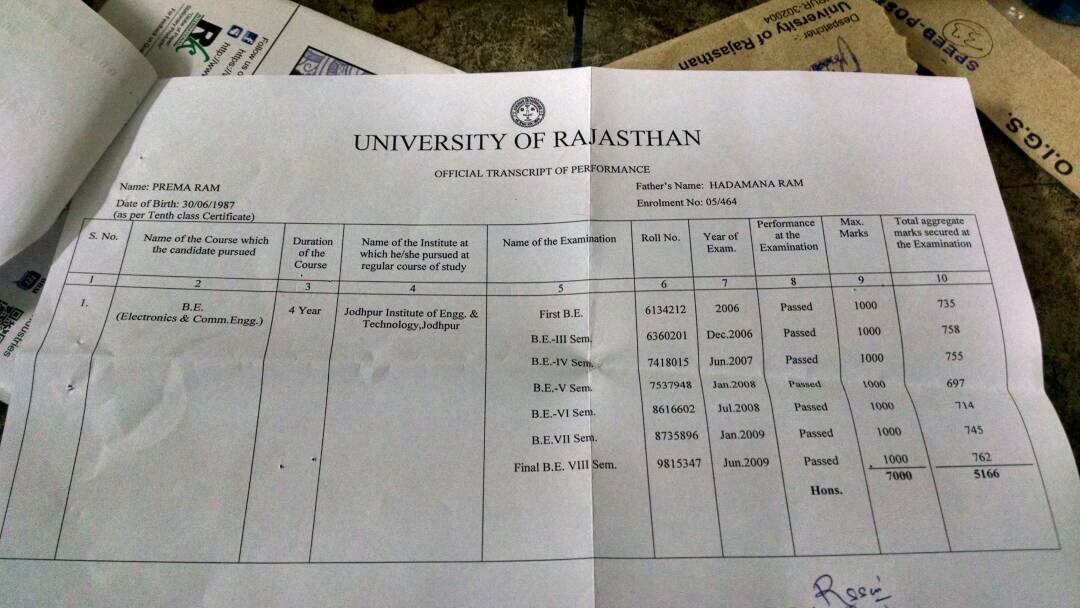 Follow us o
http://www
https://
Despatcher :-
University of Rajasthan
SPEED-POS
33
O.I.G.S.
UNIVERSITY OF RAJASTHAN
OFFICIAL TRANSCRIPT OF PERFORMANCE
Name: PREMA RAM
Father's Name: HADAMANA RAM
Date of Birth: 30/06/1987
Enrolment No: 05/464
(as per Tenth class Certificate)
S. No. Name of the Course which the candidate pursued Duration of the Course Name of the Institute at which he/she pursued at regular course of study Name of the Examination Roll No. Year of Exam. Performance at the Examination Max. Marks Total aggregate marks secured at the Examination
1 2 3 4 5 6 7 8 9 10
1. B.E. 4 Year Jodhpur Institute of Engg. & First B.E. 6134212 2006 Passed 1000 735
(Electronics & Comm.Engg.) Technology,Jodhpur
B.E.-III Sem. 6360201 Dec.2006 Passed 1000 758
B.E.-IV Sem. 7418015 Jun.2007 Passed 1000 755
B.E.-V Sem. 7537948 Jan.2008 Passed 1000 697
B.E.-VI Sem. 8616602 Jul.2008 Passed 1000 714
B.E.VII Sem. 8735896 Jan.2009 Passed 1000 745
Final B.E. VIII Sem. 9815347 Jun.2009 Passed 1000 762
7000 5166
Hons.